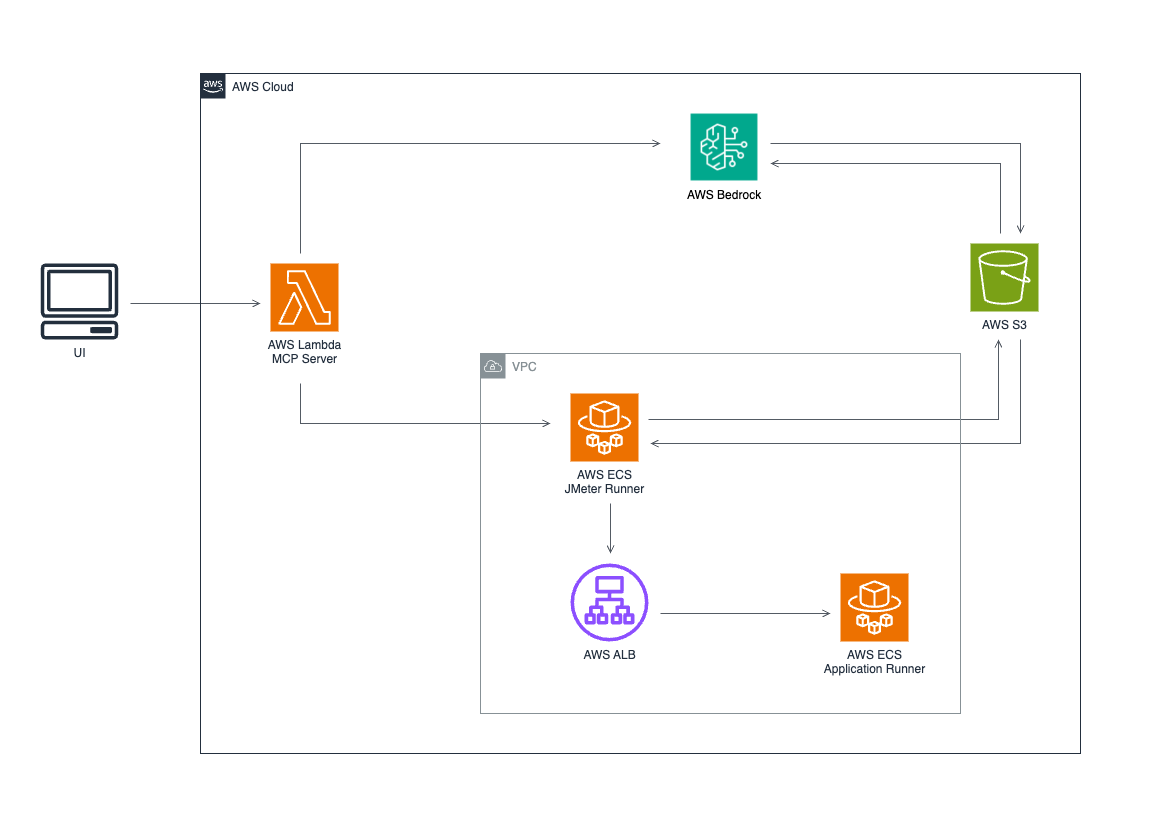 aws
AWS Cloud
AWS Bedrock
UI
AWS Lambda
MCP Server
AWS S3
VPC
AWS ECS
JMeter Runner
AWS ALB
AWS ECS
Application Runner